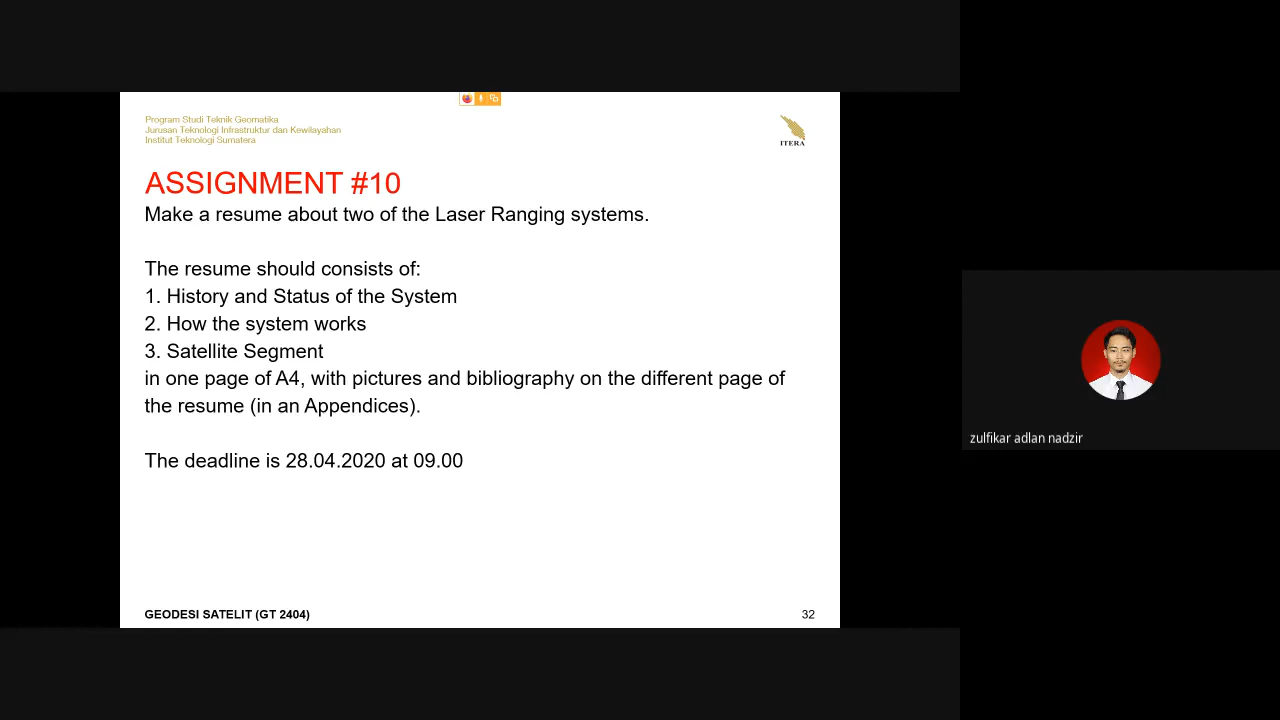 Program Studi Teknik Geomatika
Jurusan Teknologi Infrastruktur dan Kewilayahan
Institut Teknologi Sumatera
ITERA
ASSIGNMENT #10
Make a resume about two of the Laser Ranging systems.
The resume should consists of:
1. History and Status of the System
2. How the system works
3. Satellite Segment
in one page of A4, with pictures and bibliography on the different page of
the resume (in an Appendices).
The deadline is 28.04.2020 at 09.00
GEODESI SATELIT (GT 2404)
32
zulfikar adlan nadzir